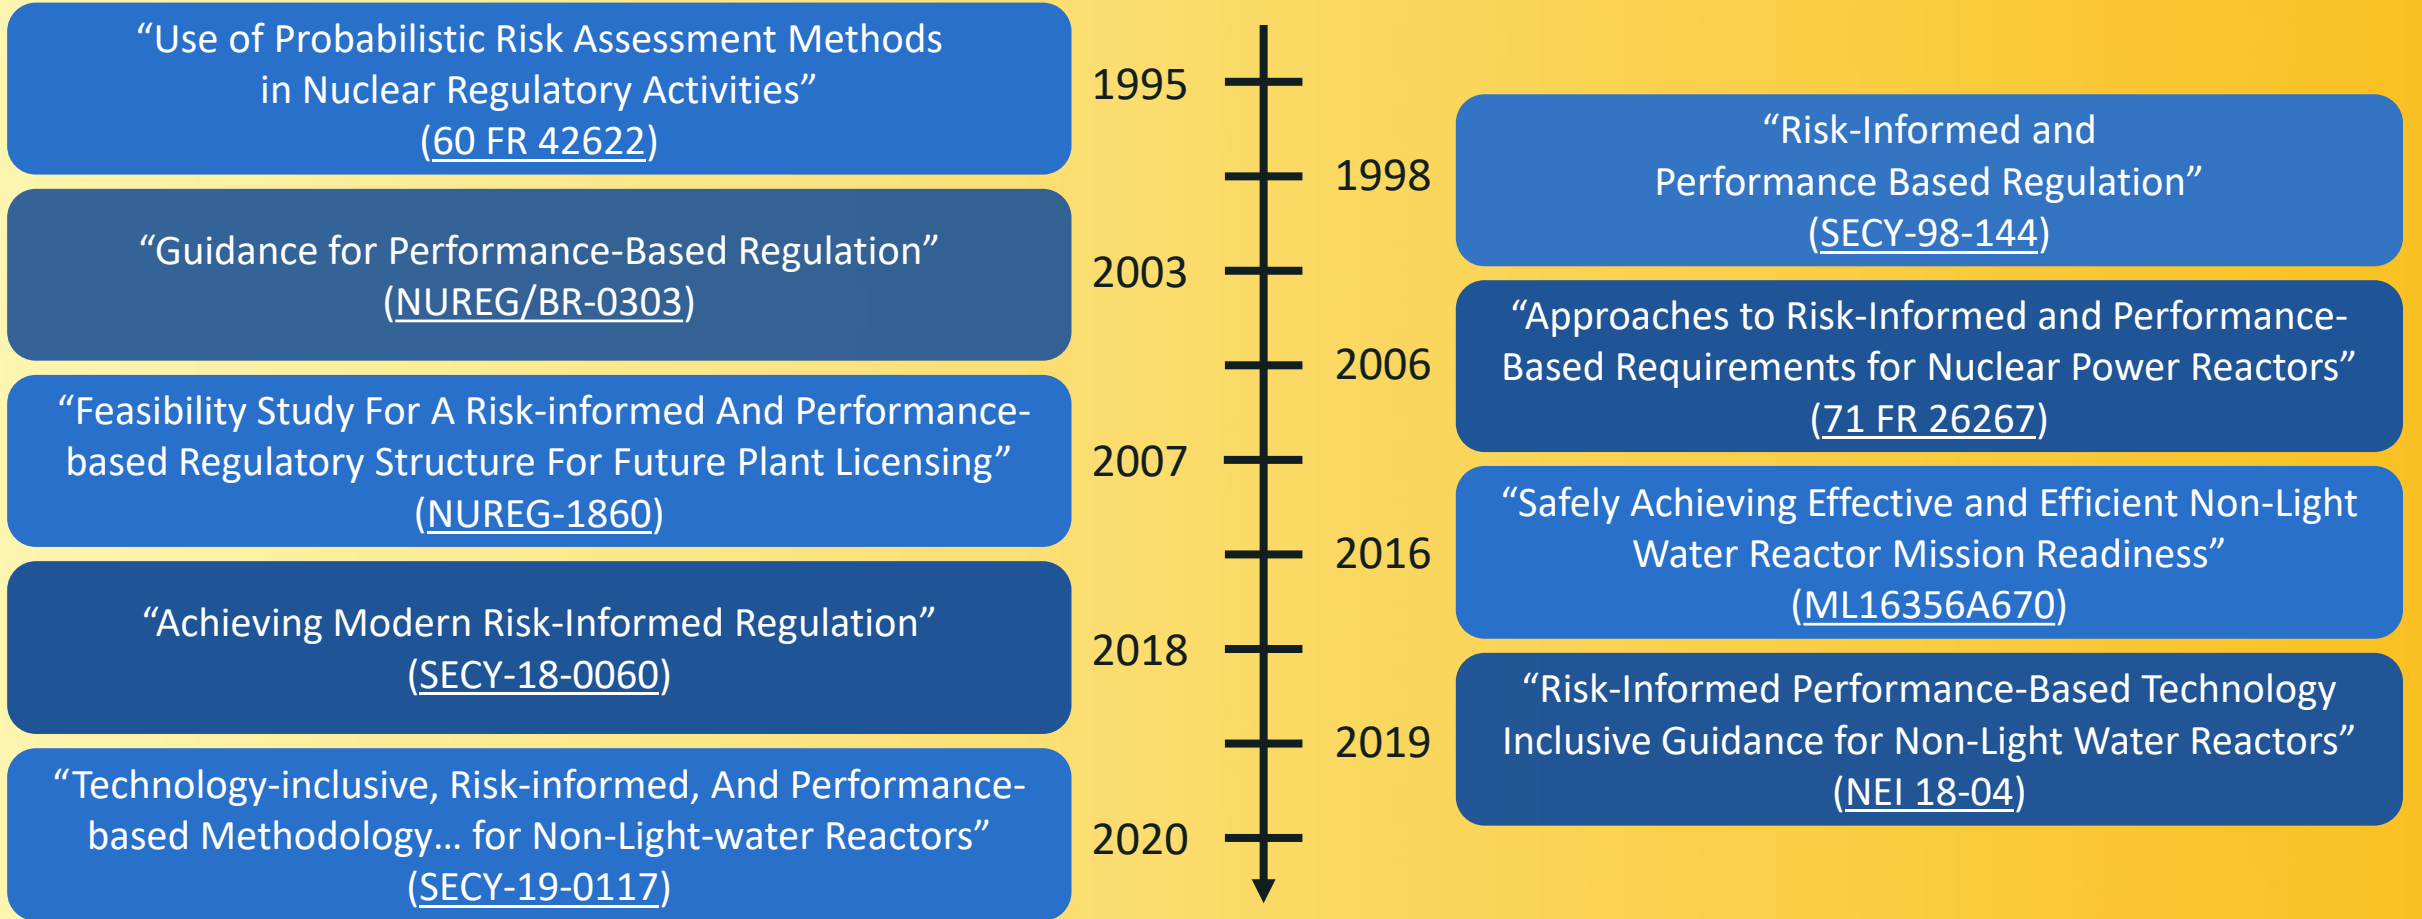 “Use of Probabilistic Risk Assessment Methods
in Nuclear Regulatory Activities”
(60 FR 42622)
1995
“Risk-Informed and
Performance Based Regulation”
(SECY-98-144)
1998
“Guidance for Performance-Based Regulation”
(NUREG/BR-0303)
2003
“Approaches to Risk-Informed and Performance-
Based Requirements for Nuclear Power Reactors”
(71 FR 26267)
2006
“Feasibility Study For A Risk-informed And Performance-
based Regulatory Structure For Future Plant Licensing”
(NUREG-1860)
2007
“Safely Achieving Effective and Efficient Non-Light
Water Reactor Mission Readiness”
(ML16356A670)
2016
“Achieving Modern Risk-Informed Regulation”
(SECY-18-0060)
2018
“Risk-Informed Performance-Based Technology
Inclusive Guidance for Non-Light Water Reactors”
(NEI 18-04)
2019
“Technology-inclusive, Risk-informed, And Performance-
based Methodology… for Non-Light-water Reactors”
(SECY-19-0117)
2020